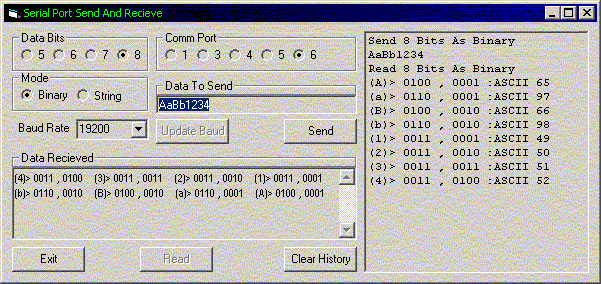 Serial Port Send And Recieve
Data Bits
5 6 7 8
Comm Port
1 3 3 4 5 6
Mode
Binary String
Data To Send
AaBb1234
Baud Rate 19200
Update Baud
Send
Data Recieved
(4)> 0011 , 0100 (3)> 0011 , 0011 (2)> 0011 , 0010 (1)> 0011 , 0001
(b)> 0110 , 0010 (B)> 0100 , 0010 (a)> 0110 , 0001 (A)> 0100 , 0001
Exit
Read
Clear History
Send 8 Bits As Binary
AaBb1234
Read 8 Bits As Binary
(A)> 0100 , 0001 :ASCII 65
(a)> 0110 , 0001 :ASCII 97
(B)> 0100 , 0010 :ASCII 66
(b)> 0110 , 0010 :ASCII 98
(1)> 0011 , 0001 :ASCII 49
(2)> 0011 , 0010 :ASCII 50
(3)> 0011 , 0011 :ASCII 51
(4)> 0011 , 0100 :ASCII 52